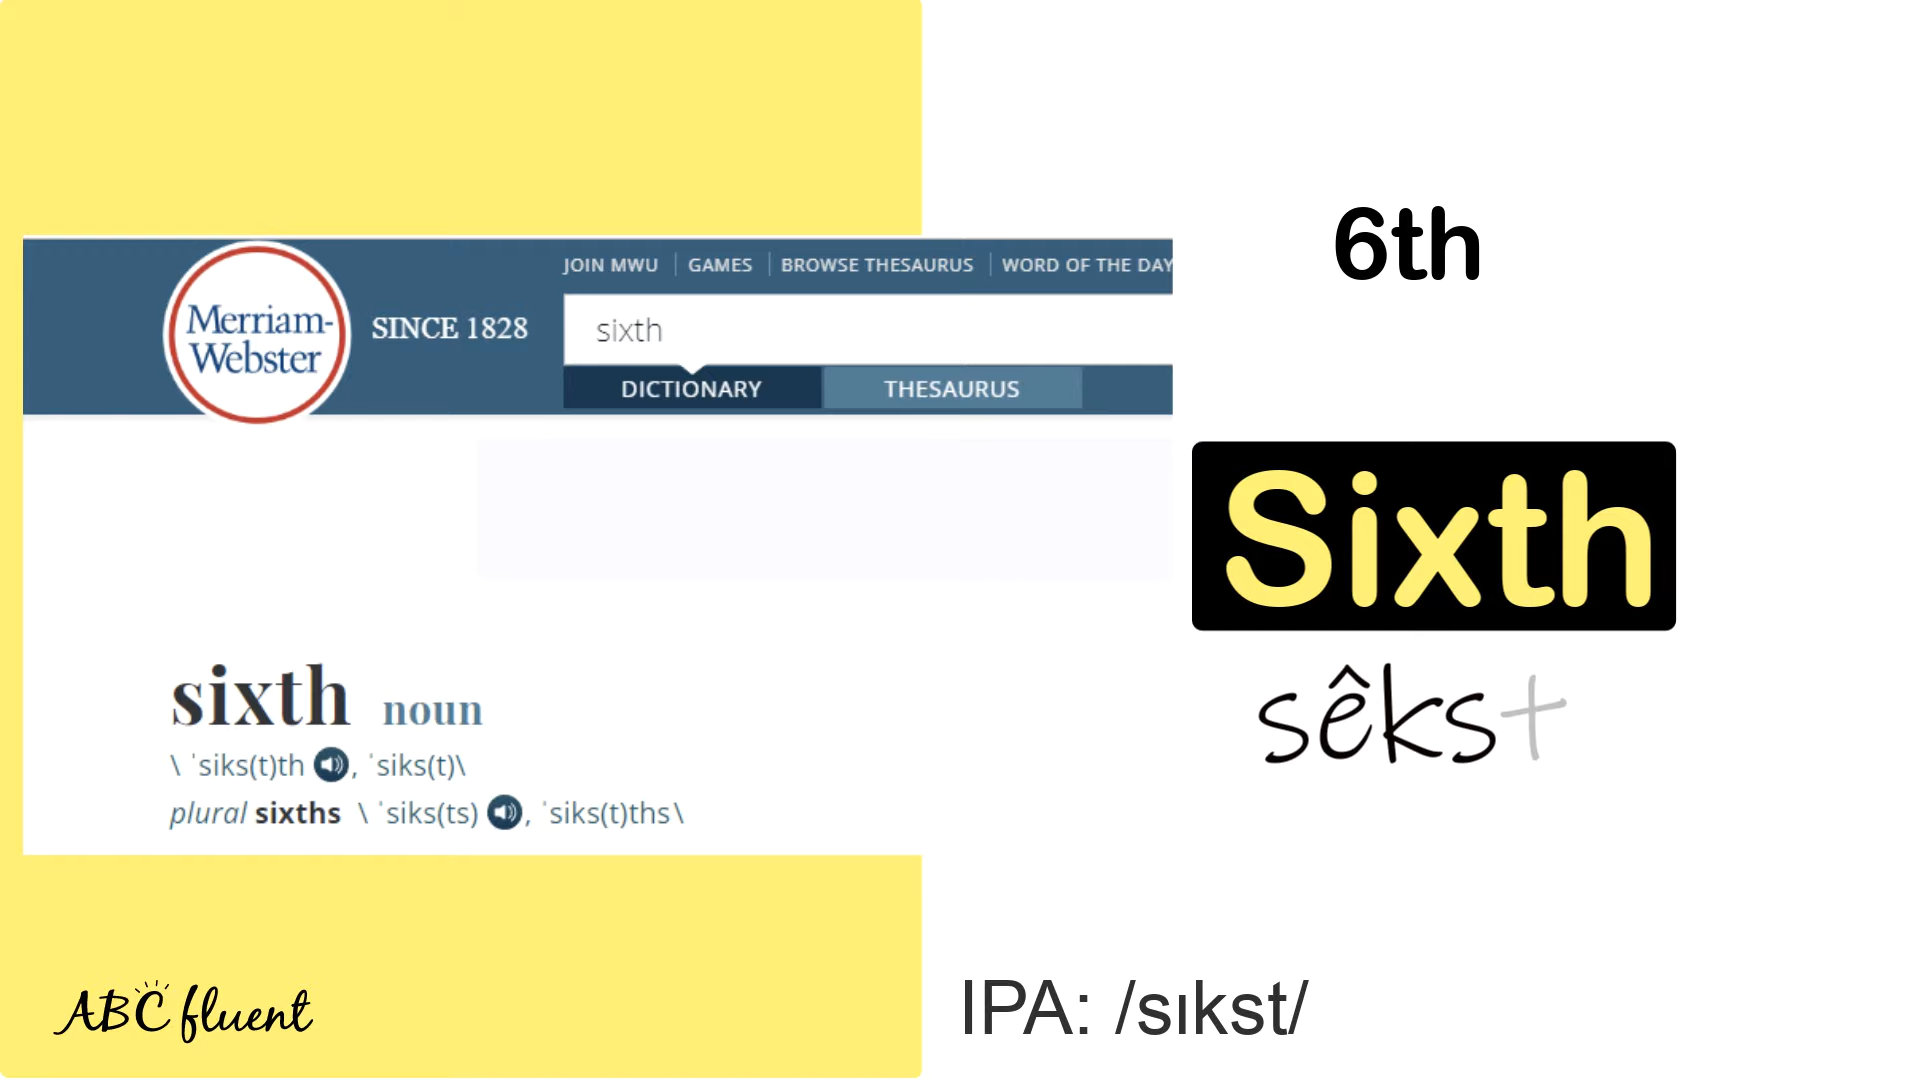 JOIN MWU GAMES BROWSE THESAURUS WORD OF THE DAY
Merriam-
Webster
SINCE 1828
sixth
DICTIONARY THESAURUS
sixth noun
\ ˈsiks(t)th , ˈsiks(t)\
plural sixths \ ˈsiks(ts) , ˈsiks(t)ths\
ABC fluent
6th
Sixth
sêkst
IPA: /sıkst/